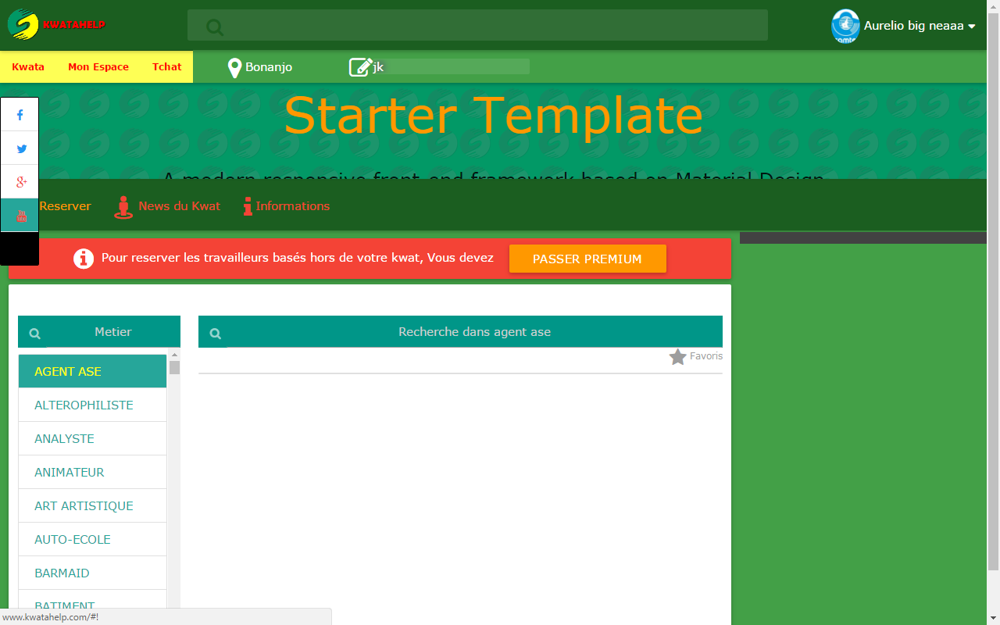 KWATAHELP
Aurelio big neaaa
Kwata Mon Espace Tchat Bonanjo jk
Starter Template
A modern responsive front-end framework based on Material Design
Reserver News du Kwat Informations
Pour reserver les travailleurs basés hors de votre kwat, Vous devez PASSER PREMIUM
Metier Recherche dans agent ase
Favoris
AGENT ASE
ALTEROPHILISTE
ANALYSTE
ANIMATEUR
ART ARTISTIQUE
AUTO-ECOLE
BARMAID
BATIMENT
www.kwatahelp.com/#!